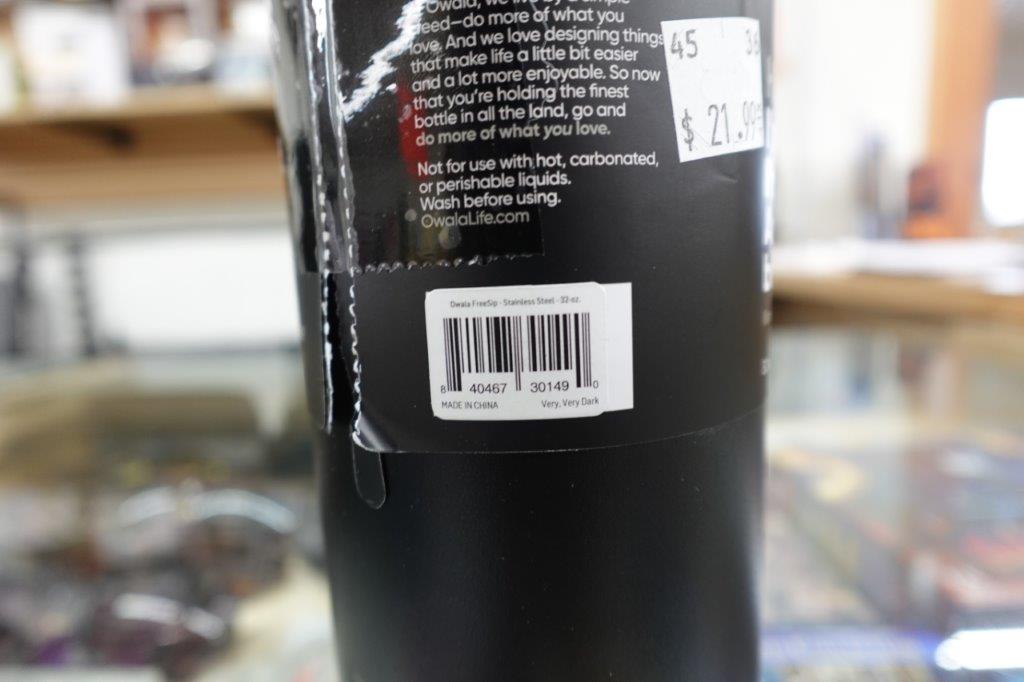 Owala, we live by a simple
creed—do more of what you
love. And we love designing things
that make life a little bit easier
and a lot more enjoyable. So now
that you're holding the finest
bottle in all the land, go and
do more of what you love.
Not for use with hot, carbonated,
or perishable liquids.
Wash before using.
OwalaLife.com
45 38
$ 21.99
Owala FreeSip - Stainless Steel - 32-oz.
8 40467 30149 0
MADE IN CHINA Very, Very Dark